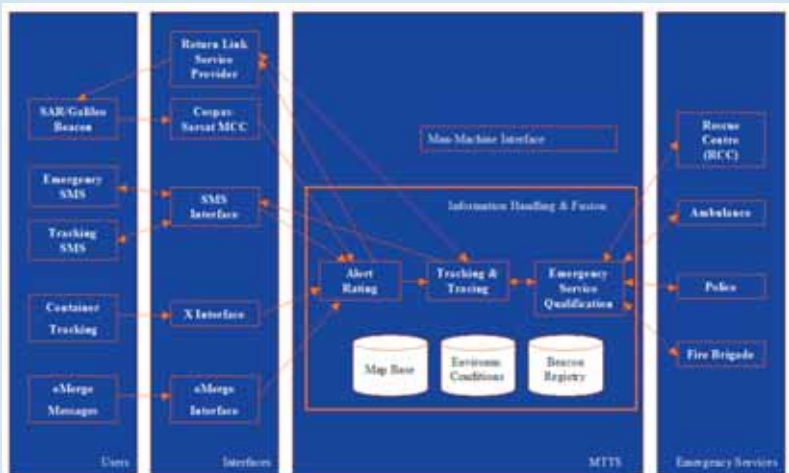 SAR/Galileo
Beacon
Emergency
SMS
Tracking
SMS
Container
Tracking
eMerge
Messages
Users
Return Link
Service
Provider
Cospas-
Sarsat MCC
SMS
Interface
X Interface
eMerge
Interface
Interfaces
Man-Machine Interface
Information Handling & Fusion
Alert
Rating
Tracking &
Tracing
Emergency
Service
Qualification
Map Base
Environm.
Conditions
Beacon
Registry
MTTS
Rescue
Centre
(RCC)
Ambulance
Police
Fire Brigade
Emergency Services